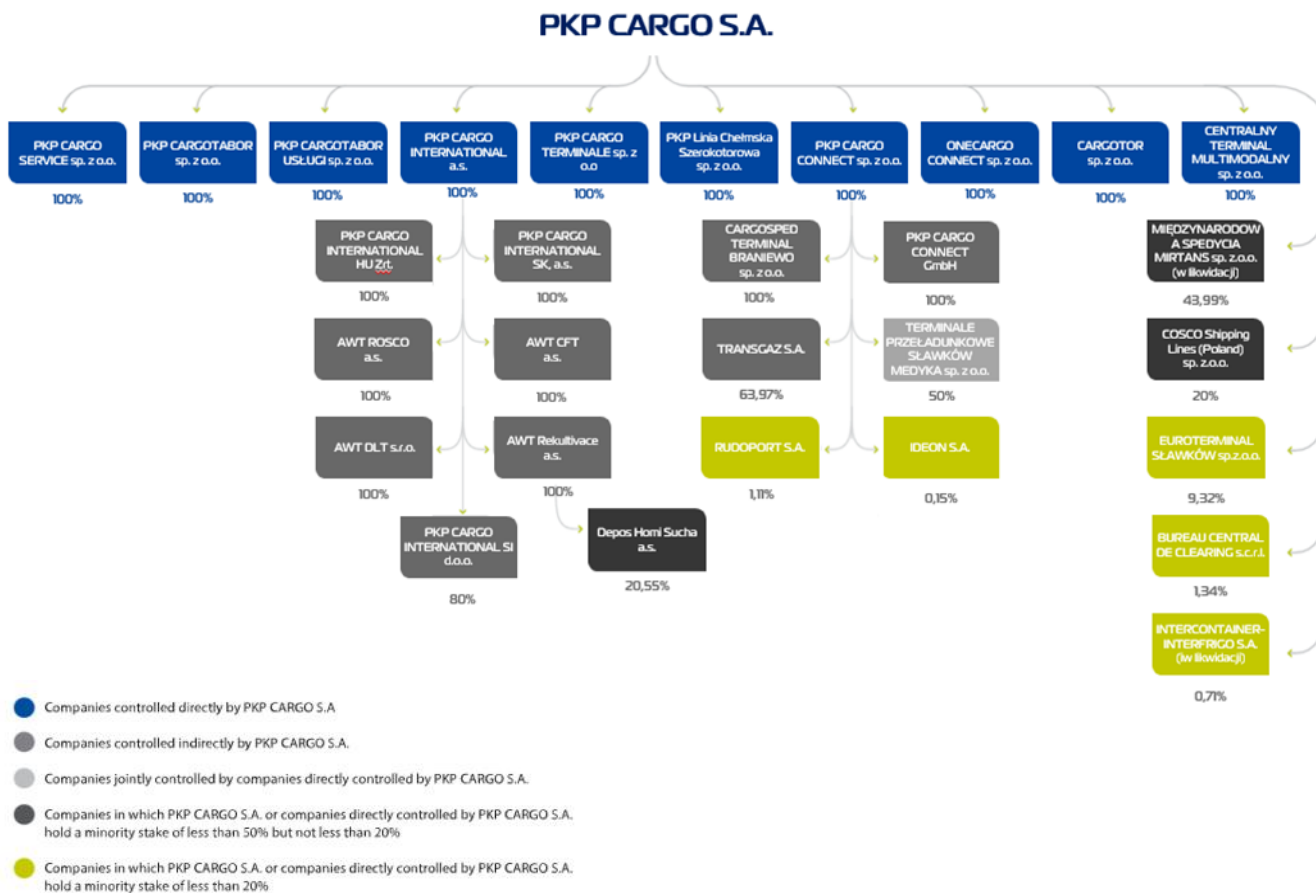 PKP CARGO S.A.
PKP CARGO
SERVICE sp. z o.o.
100%
PKP CARGOTABOR
sp. z o.o.
100%
PKP CARGOTABOR
USŁUGI sp. z o.o.
100%
PKP CARGO
INTERNATIONAL
a.s.
100%
PKP CARGO
TERMINALE sp. z
o.o
100%
PKP Linia Chełmska
Szerokotorowa
sp. z o.o.
100%
PKP CARGO
CONNECT sp. z o.o.
100%
ONECARGO
CONNECT sp. z o.o.
100%
CARGOTOR
sp. z o.o.
100%
CENTRALNY
TERMINAL
MULTIMODALNY
sp. z o.o.
100%
PKP CARGO
INTERNATIONAL
HU Zrt.
100%
PKP CARGO
INTERNATIONAL
SK, a.s.
100%
CARGOSPED
TERMINAL
BRANIEWO
sp. z o.o.
100%
PKP CARGO
CONNECT
GmbH
100%
MIĘDZYNARODOW
A SPEDYCJA
MIRTANS sp. z.o.o.
(w likwidacji)
43,99%
AWT ROSCO
a.s.
100%
AWT CFT
a.s.
100%
TRANSGAZ S.A.
63,97%
TERMINALE
PRZEŁADUNKOWE
SŁAWKÓW
MEDYKA sp. z o.o.
50%
COSCO Shipping
Lines (Poland)
sp. z.o.o.
20%
AWT DLT s.r.o.
100%
AWT Rekultivace
a.s.
100%
RUDOPORT S.A.
1,11%
IDEON S.A.
0,15%
EUROTERMINAL
SŁAWKÓW sp.z.o.o.
9,32%
PKP CARGO
INTERNATIONAL SI
d.o.o.
80%
Depos Horni Sucha
a.s.
20,55%
BUREAU CENTRAL
DE CLEARING s.c.r.l.
1,34%
INTERCONTAINER-
INTERFRIGO S.A.
(iw likwidacji)
0,71%
Companies controlled directly by PKP CARGO S.A
Companies controlled indirectly by PKP CARGO S.A.
Companies jointly controlled by companies directly controlled by PKP CARGO S.A.
Companies in which PKP CARGO S.A. or companies directly controlled by PKP CARGO S.A.
hold a minority stake of less than 50% but not less than 20%
Companies in which PKP CARGO S.A. or companies directly controlled by PKP CARGO S.A.
hold a minority stake of less than 20%